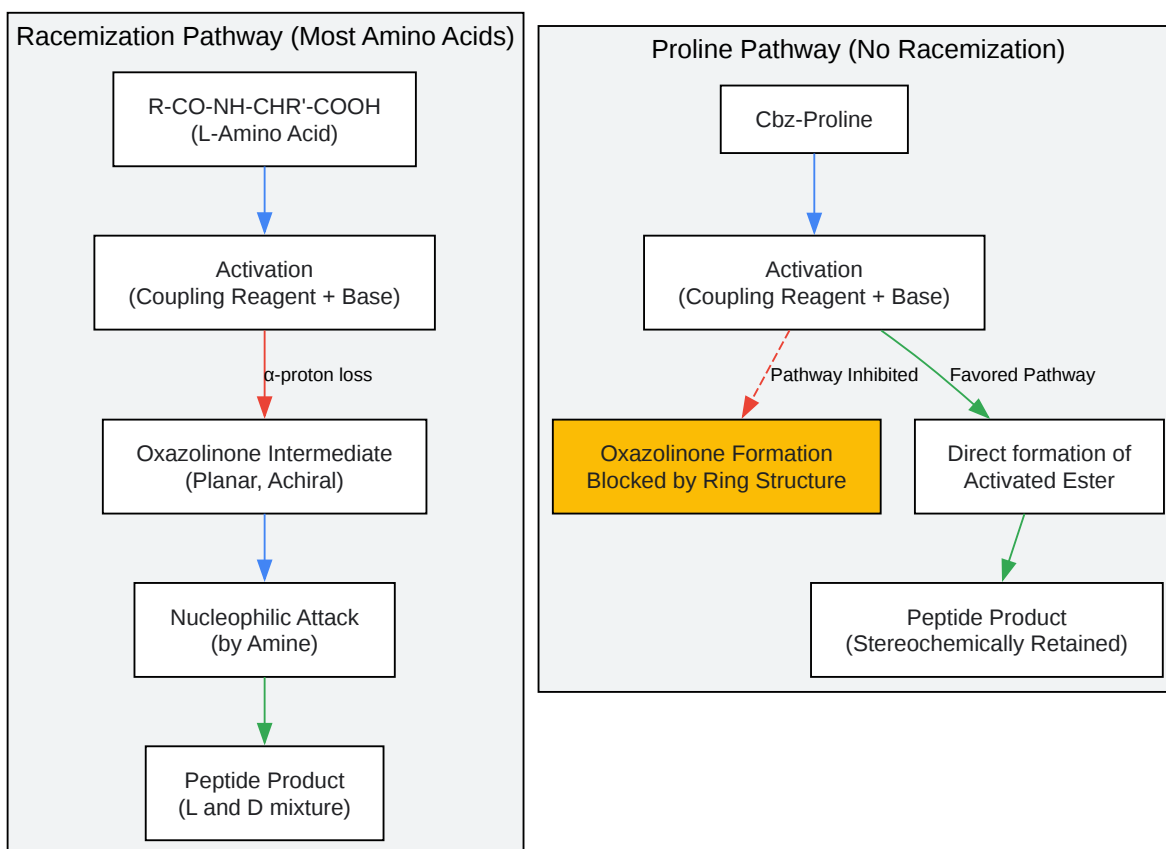 Racemization Pathway (Most Amino Acids)
R-CO-NH-CHR'-COOH
(L-Amino Acid)
Activation
(Coupling Reagent + Base)
α-proton loss
Oxazolinone Intermediate
(Planar, Achiral)
Nucleophilic Attack
(by Amine)
Peptide Product
(L and D mixture)
Proline Pathway (No Racemization)
Cbz-Proline
Activation
(Coupling Reagent + Base)
Pathway Inhibited
Favored Pathway
Oxazolinone Formation
Blocked by Ring Structure
Direct formation of
Activated Ester
Peptide Product
(Stereochemically Retained)